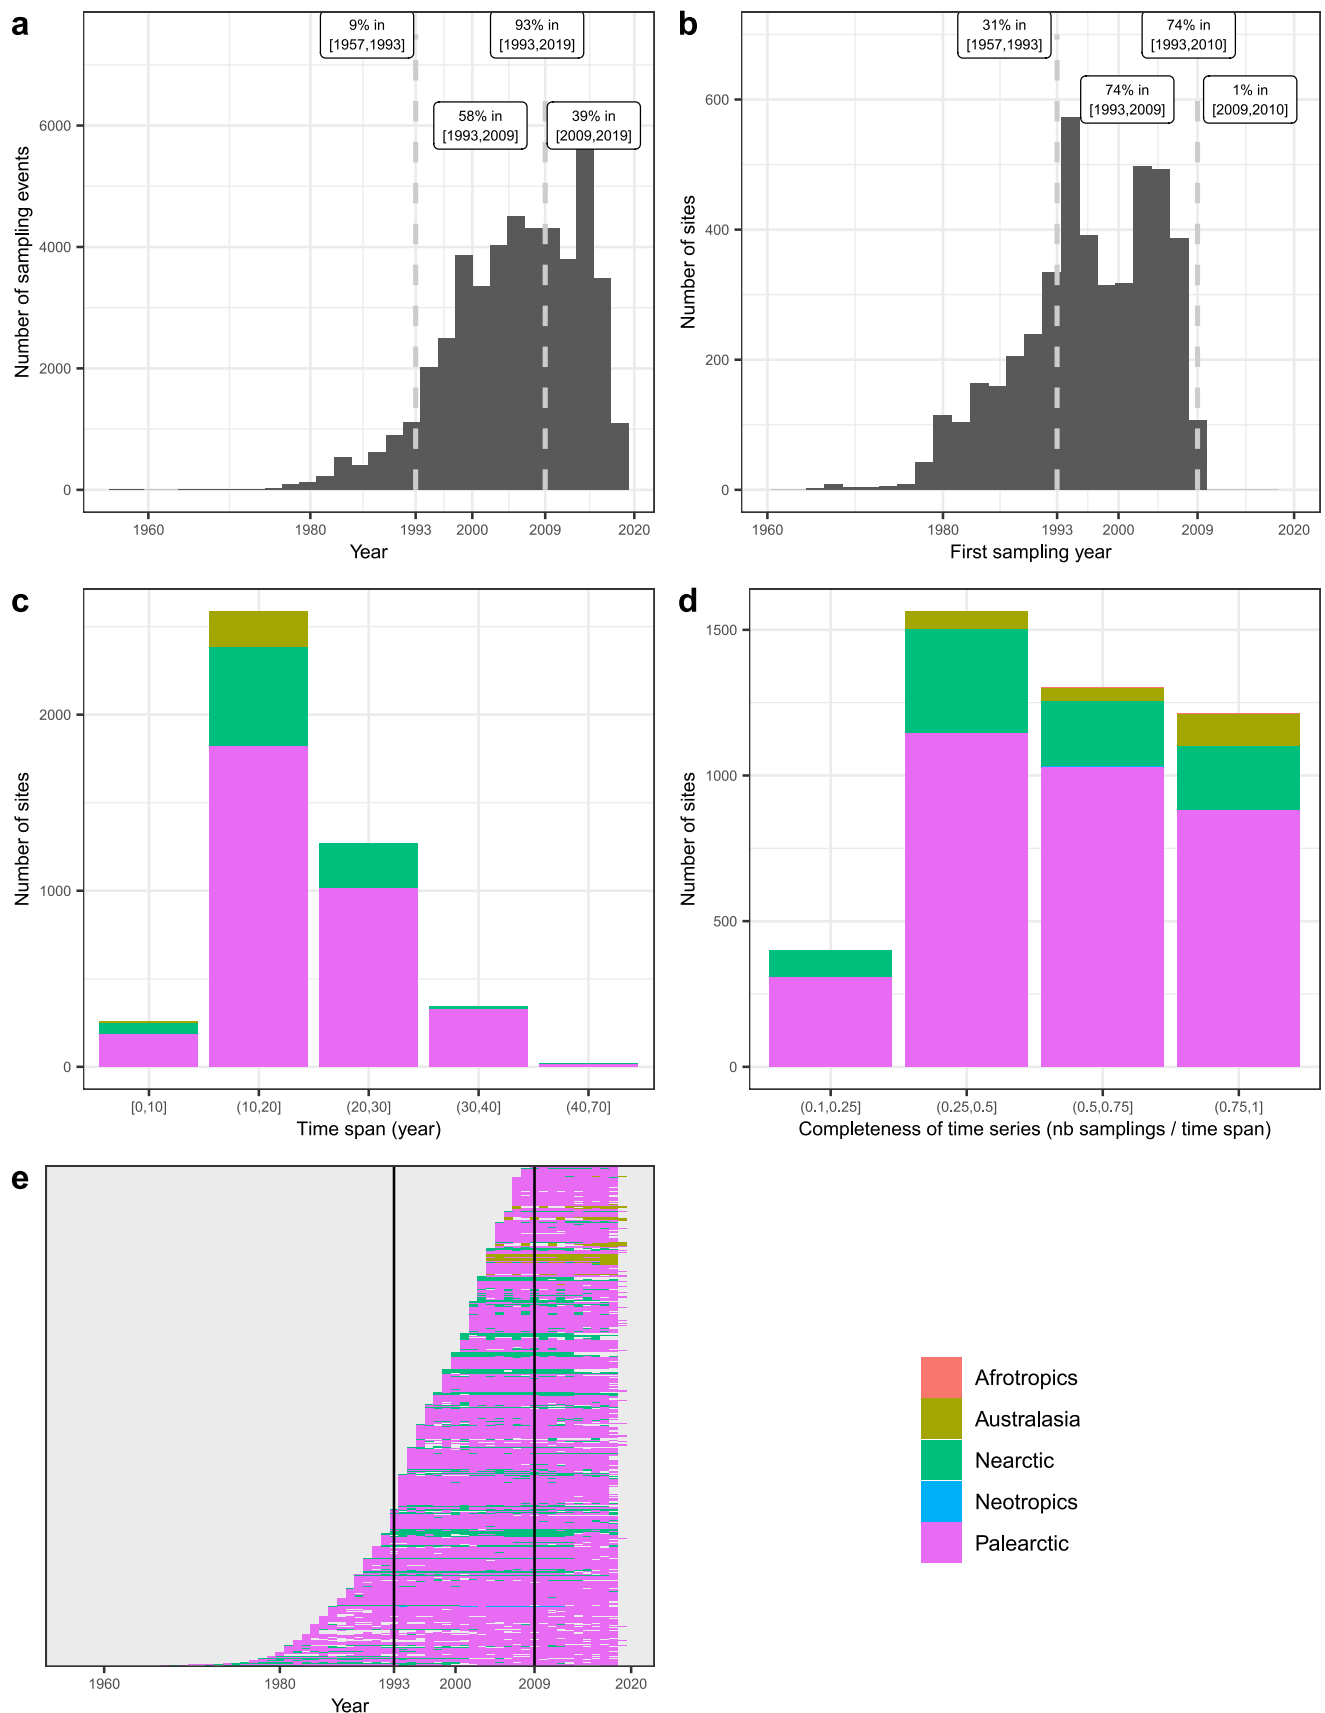 a
9% in
[1957,1993]
93% in
[1993,2019]
58% in
[1993,2009]
39% in
[2009,2019]
Number of sampling events
6000
4000
2000
0
1960
1980
1993
2000
2009
2020
Year
b
31% in
[1957,1993]
74% in
[1993,2010]
74% in
[1993,2009]
1% in
[2009,2010]
Number of sites
600
400
200
0
1960
1980
1993
2000
2009
2020
First sampling year
c
Number of sites
2000
1000
0
[0,10]
(10,20]
(20,30]
(30,40]
(40,70]
Time span (year)
d
Number of sites
1500
1000
500
0
(0.1,0.25]
(0.25,0.5]
(0.5,0.75]
(0.75,1]
Completeness of time series (nb samplings / time span)
e
1960
1980
1993
2000
2009
2020
Year
Afrotropics
Australasia
Nearctic
Neotropics
Palearctic